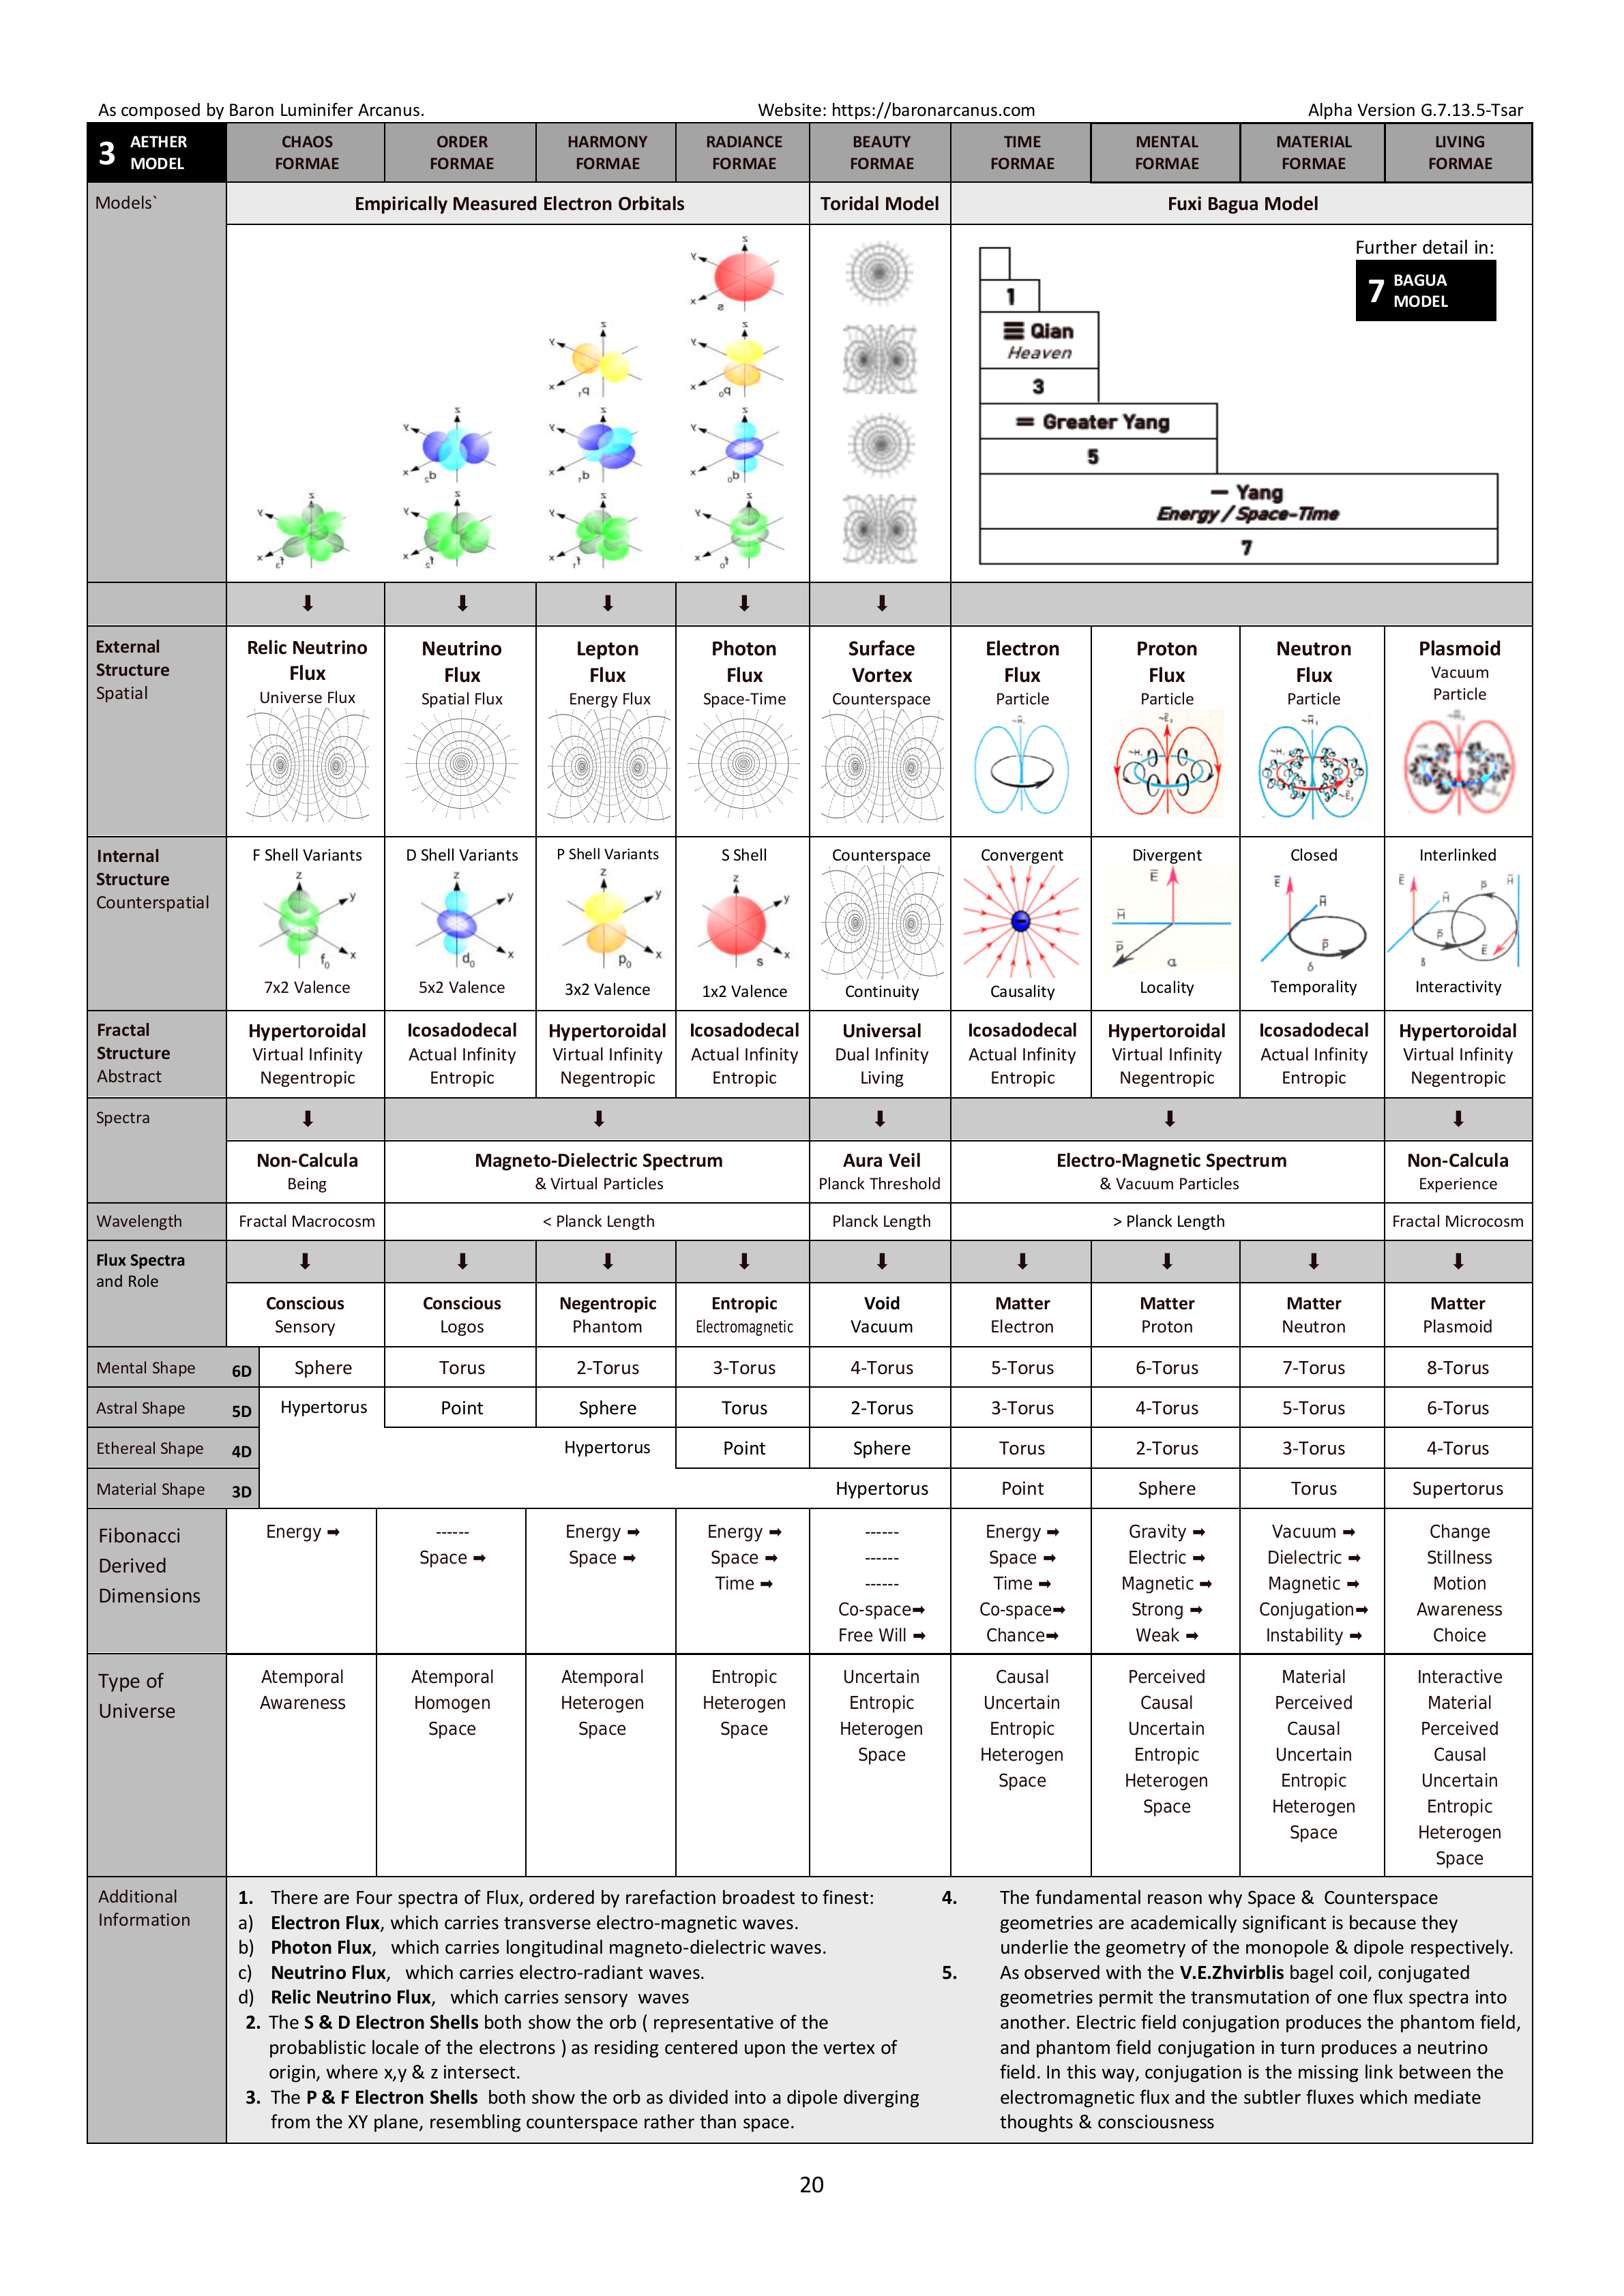 As composed by Baron Luminifer Arcanus. Website: https://baronarcanus.com Alpha Version G.7.13.5-Tsar
3 AETHER MODEL
CHAOS FORMAE
ORDER FORMAE
HARMONY FORMAE
RADIANCE FORMAE
BEAUTY FORMAE
TIME FORMAE
MENTAL FORMAE
MATERIAL FORMAE
LIVING FORMAE
Models`
Empirically Measured Electron Orbitals
Toridal Model
Fuxi Bagua Model
Further detail in:
7 BAGUA MODEL
1
☰ Qian
Heaven
3
⚌ Greater Yang
5
⚊ Yang
Energy / Space-Time
7
External Structure
Spatial
Relic Neutrino Flux
Universe Flux
Neutrino Flux
Spatial Flux
Lepton Flux
Energy Flux
Photon Flux
Space-Time
Surface Vortex
Counterspace
Electron Flux
Particle
Proton Flux
Particle
Neutron Flux
Particle
Plasmoid
Vacuum Particle
Internal Structure
Counterspatial
F Shell Variants
z
y
x
f0
7x2 Valence
D Shell Variants
z
y
x
d0
5x2 Valence
P Shell Variants
z
y
x
p0
3x2 Valence
S Shell
z
y
x
s
1x2 Valence
Counterspace
Continuity
Convergent
Causality
Divergent
E
H
P
α
Locality
Closed
E
H
P
δ
Temporality
Interlinked
E
H
P
H
P
E
δ
Interactivity
Fractal Structure
Abstract
Hypertoroidal
Virtual Infinity
Negentropic
Icosadodecal
Actual Infinity
Entropic
Hypertoroidal
Virtual Infinity
Negentropic
Icosadodecal
Actual Infinity
Entropic
Universal
Dual Infinity
Living
Icosadodecal
Actual Infinity
Entropic
Hypertoroidal
Virtual Infinity
Negentropic
Icosadodecal
Actual Infinity
Entropic
Hypertoroidal
Virtual Infinity
Negentropic
Spectra
Non-Calcula
Being
Magneto-Dielectric Spectrum
& Virtual Particles
Aura Veil
Planck Threshold
Electro-Magnetic Spectrum
& Vacuum Particles
Non-Calcula
Experience
Wavelength
Fractal Macrocosm
< Planck Length
Planck Length
> Planck Length
Fractal Microcosm
Flux Spectra
and Role
Conscious
Sensory
Conscious
Logos
Negentropic
Phantom
Entropic
Electromagnetic
Void
Vacuum
Matter
Electron
Matter
Proton
Matter
Neutron
Matter
Plasmoid
Mental Shape 6D Sphere Torus 2-Torus 3-Torus 4-Torus 5-Torus 6-Torus 7-Torus 8-Torus
Astral Shape 5D Hypertorus Point Sphere Torus 2-Torus 3-Torus 4-Torus 5-Torus 6-Torus
Ethereal Shape 4D Hypertorus Point Sphere Torus 2-Torus 3-Torus 4-Torus
Material Shape 3D Hypertorus Point Sphere Torus Supertorus
Fibonacci
Derived
Dimensions
Energy ➡
------
Space ➡
Energy ➡
Space ➡
Energy ➡
Space ➡
Time ➡
------
------
------
Co-space➡
Free Will ➡
Energy ➡
Space ➡
Time ➡
Co-space➡
Chance➡
Gravity ➡
Electric ➡
Magnetic ➡
Strong ➡
Weak ➡
Vacuum ➡
Dielectric ➡
Magnetic ➡
Conjugation➡
Instability ➡
Change
Stillness
Motion
Awareness
Choice
Type of
Universe
Atemporal
Awareness
Atemporal
Homogen
Space
Atemporal
Heterogen
Space
Entropic
Heterogen
Space
Uncertain
Entropic
Heterogen
Space
Causal
Uncertain
Entropic
Heterogen
Space
Perceived
Causal
Uncertain
Entropic
Heterogen
Space
Material
Perceived
Causal
Uncertain
Entropic
Heterogen
Space
Interactive
Material
Perceived
Causal
Uncertain
Entropic
Heterogen
Space
Additional
Information
1. There are Four spectra of Flux, ordered by rarefaction broadest to finest:
a) Electron Flux, which carries transverse electro-magnetic waves.
b) Photon Flux, which carries longitudinal magneto-dielectric waves.
c) Neutrino Flux, which carries electro-radiant waves.
d) Relic Neutrino Flux, which carries sensory waves
2. The S & D Electron Shells both show the orb ( representative of the
probablistic locale of the electrons ) as residing centered upon the vertex of
origin, where x,y & z intersect.
3. The P & F Electron Shells both show the orb as divided into a dipole diverging
from the XY plane, resembling counterspace rather than space.
4. The fundamental reason why Space & Counterspace
geometries are academically significant is because they
underlie the geometry of the monopole & dipole respectively.
5. As observed with the V.E.Zhvirblis bagel coil, conjugated
geometries permit the transmutation of one flux spectra into
another. Electric field conjugation produces the phantom field,
and phantom field conjugation in turn produces a neutrino
field. In this way, conjugation is the missing link between the
electromagnetic flux and the subtler fluxes which mediate
thoughts & consciousness
20